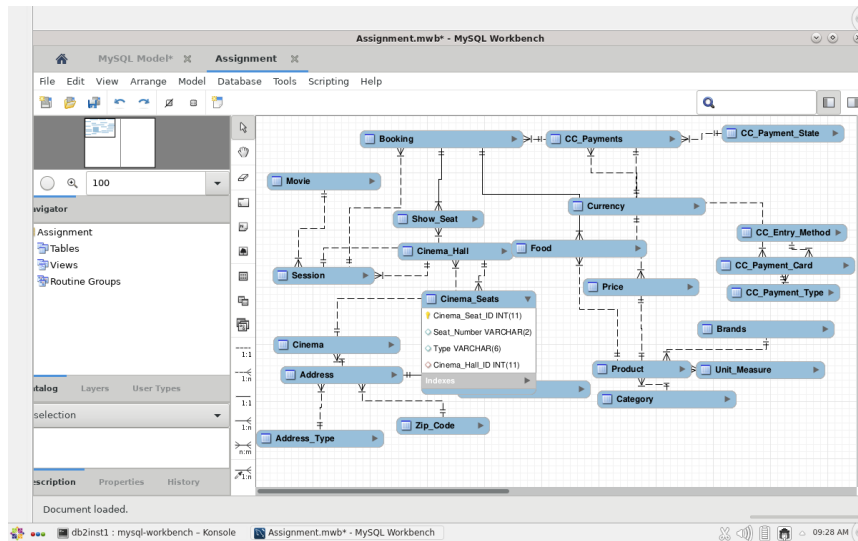 Assignment.mwb* - MySQL Workbench
MySQL Model*
Assignment
File Edit View Arrange Model Database Tools Scripting Help
100
avigator
Assignment
Tables
Views
Routine Groups
atalog Layers User Types
selection
escription Properties History
1:1
1:n
1:1
1:n
n:m
1:n
Booking
CC_Payments
CC_Payment_State
Movie
Currency
Show_Seat
CC_Entry_Method
Cinema_Hall
Food
CC_Payment_Card
Session
Price
CC_Payment_Type
Cinema_Seats
Cinema_Seat_ID INT(11)
Seat_Number VARCHAR(2)
Type VARCHAR(6)
Cinema_Hall_ID INT(11)
Indexes
Brands
Cinema
Address
Product
Unit_Measure
Category
Zip_Code
Address_Type
Document loaded.
db2inst1 : mysql-workbench – Konsole
Assignment.mwb* - MySQL Workbench
09:28 AM